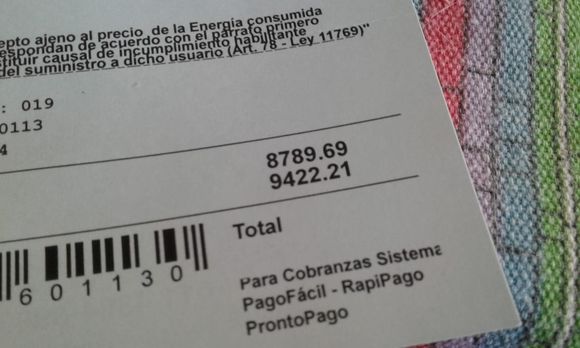 epto ajeno al precio de la Energía consumida
espondan de acuerdo con el párrafo primero
stituir causal de incumplimiento habilitante
del suministro a dicho usuario (Art. 78 - Ley 11769)"
: 019
0113
4
8789.69
9422.21
Total
601130
Para Cobranzas Sistema
PagoFácil - RapiPago
ProntoPago